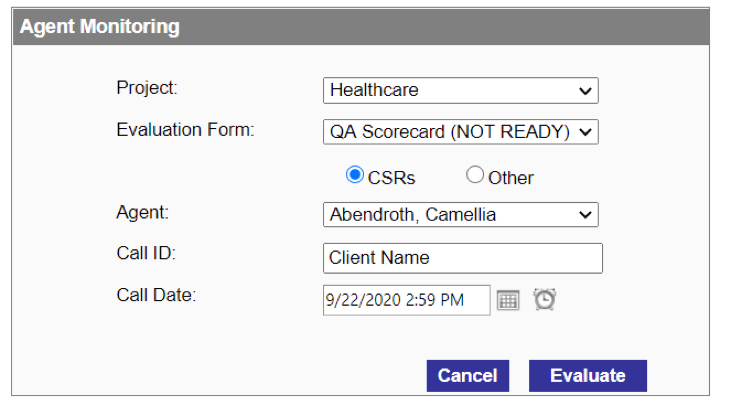 Agent Monitoring
Project: Healthcare
Evaluation Form: QA Scorecard (NOT READY)
CSRs Other
Agent: Abendroth, Camellia
Call ID: Client Name
Call Date: 9/22/2020 2:59 PM
Cancel Evaluate